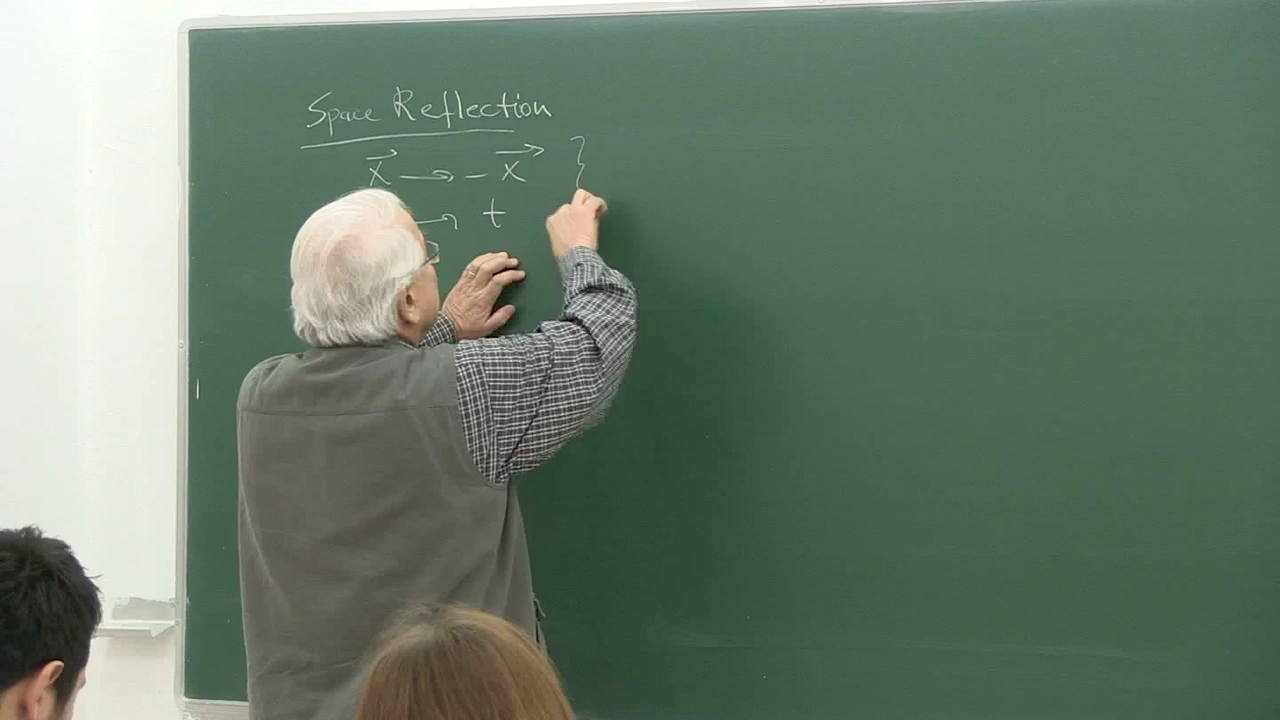 Space Reflection
x⃗ → - x⃗ }
→ t